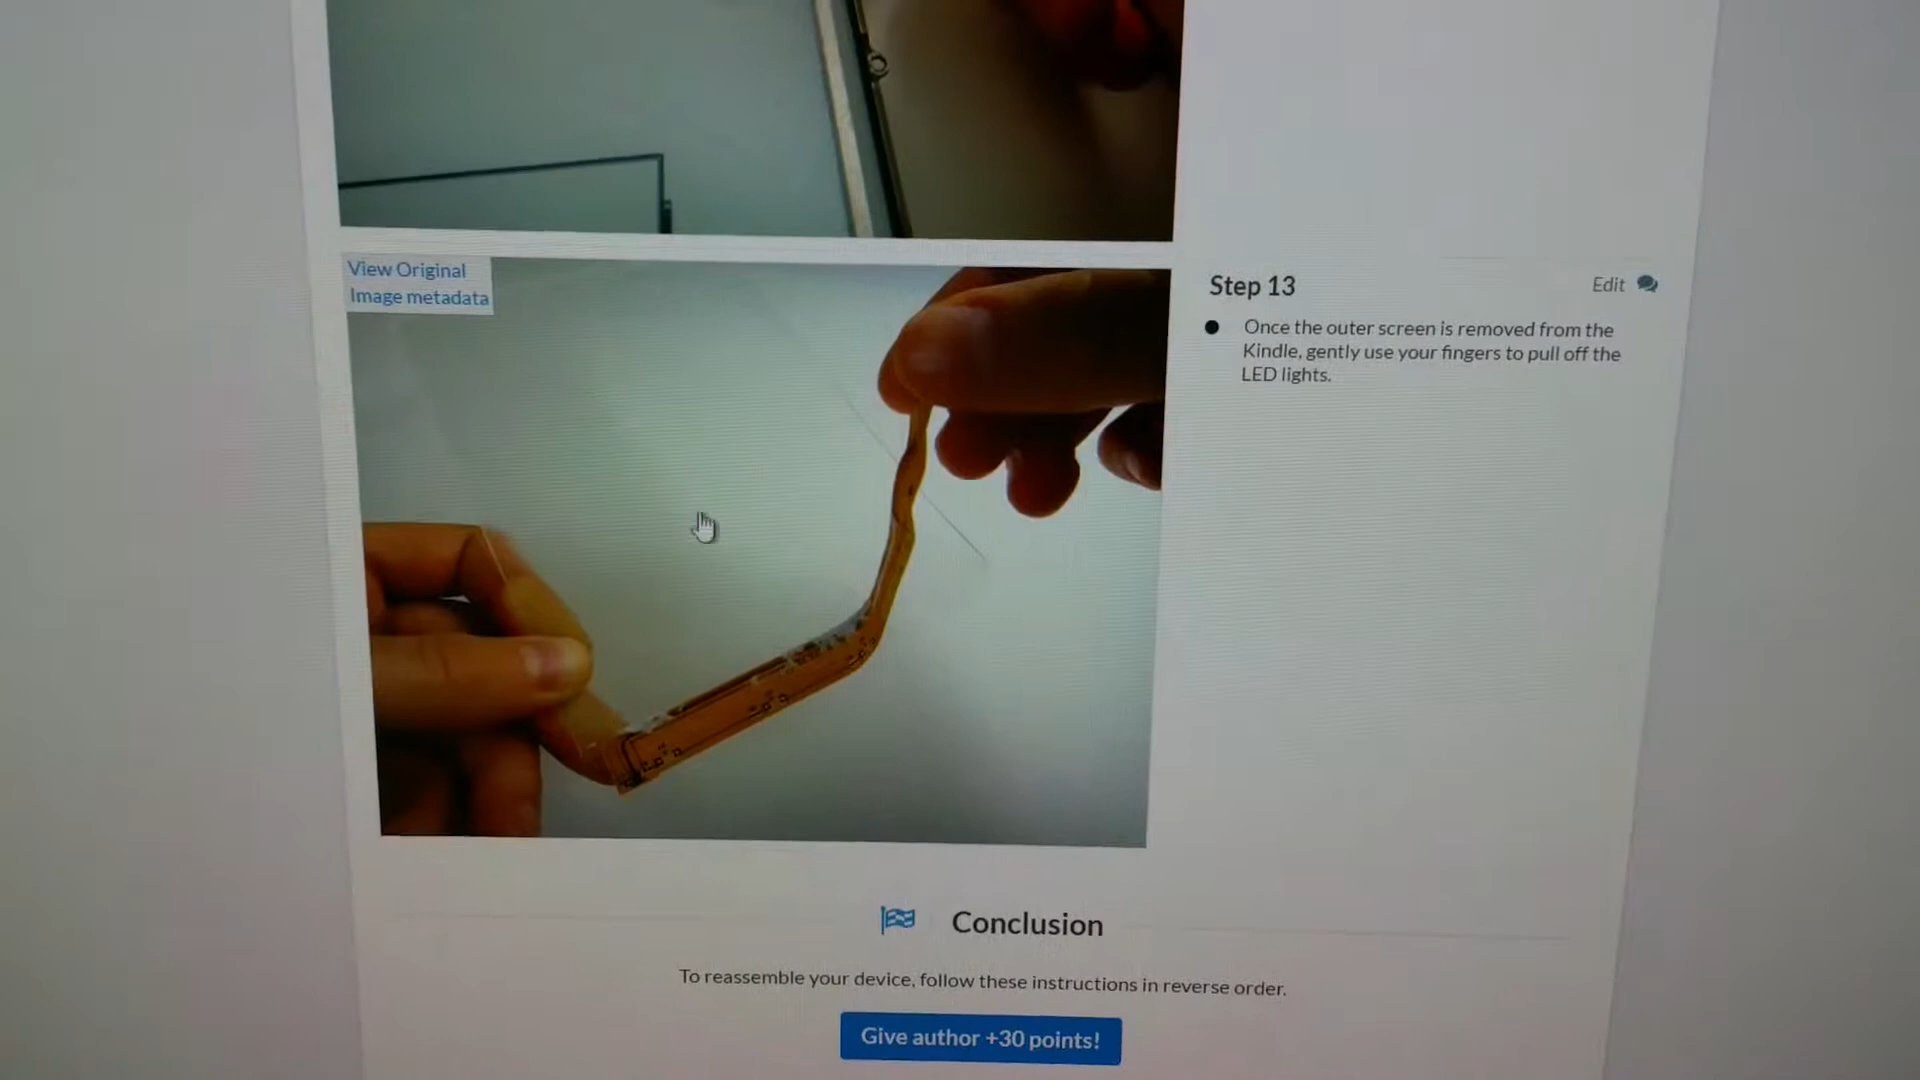 View Original
Image metadata
Step 13
Edit
Once the outer screen is removed from the
Kindle, gently use your fingers to pull off the
LED lights.
Conclusion
To reassemble your device, follow these instructions in reverse order.
Give author +30 points!